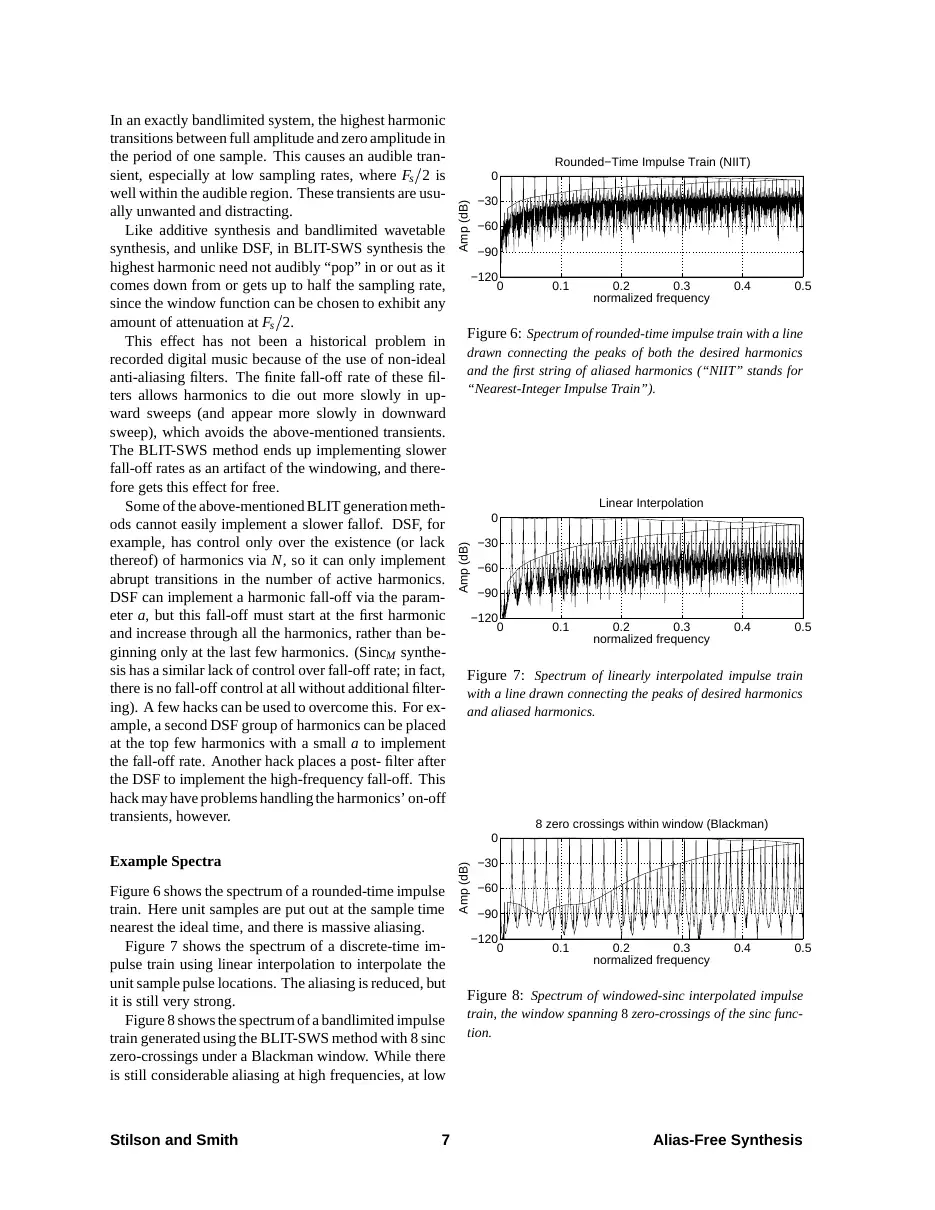 In an exactly bandlimited system, the highest harmonic
transitions between full amplitude and zero amplitude in
the period of one sample. This causes an audible tran-
sient, especially at low sampling rates, where Fs/2 is
well within the audible region. These transients are usu-
ally unwanted and distracting.
Like additive synthesis and bandlimited wavetable
synthesis, and unlike DSF, in BLIT-SWS synthesis the
highest harmonic need not audibly “pop” in or out as it
comes down from or gets up to half the sampling rate,
since the window function can be chosen to exhibit any
amount of attenuation at Fs/2.
This effect has not been a historical problem in
recorded digital music because of the use of non-ideal
anti-aliasing filters. The finite fall-off rate of these fil-
ters allows harmonics to die out more slowly in up-
ward sweeps (and appear more slowly in downward
sweep), which avoids the above-mentioned transients.
The BLIT-SWS method ends up implementing slower
fall-off rates as an artifact of the windowing, and there-
fore gets this effect for free.
Some of the above-mentioned BLIT generation meth-
ods cannot easily implement a slower fallof. DSF, for
example, has control only over the existence (or lack
thereof) of harmonics via N, so it can only implement
abrupt transitions in the number of active harmonics.
DSF can implement a harmonic fall-off via the param-
eter a, but this fall-off must start at the first harmonic
and increase through all the harmonics, rather than be-
ginning only at the last few harmonics. (SincM synthe-
sis has a similar lack of control over fall-off rate; in fact,
there is no fall-off control at all without additional filter-
ing). A few hacks can be used to overcome this. For ex-
ample, a second DSF group of harmonics can be placed
at the top few harmonics with a small a to implement
the fall-off rate. Another hack places a post- filter after
the DSF to implement the high-frequency fall-off. This
hack may have problems handling the harmonics’ on-off
transients, however.
Example Spectra
Figure 6 shows the spectrum of a rounded-time impulse
train. Here unit samples are put out at the sample time
nearest the ideal time, and there is massive aliasing.
Figure 7 shows the spectrum of a discrete-time im-
pulse train using linear interpolation to interpolate the
unit sample pulse locations. The aliasing is reduced, but
it is still very strong.
Figure 8 shows the spectrum of a bandlimited impulse
train generated using the BLIT-SWS method with 8 sinc
zero-crossings under a Blackman window. While there
is still considerable aliasing at high frequencies, at low
Rounded−Time Impulse Train (NIIT)
0
−30
−60
−90
−120
Amp (dB)
0 0.1 0.2 0.3 0.4 0.5
normalized frequency
Figure 6: Spectrum of rounded-time impulse train with a line
drawn connecting the peaks of both the desired harmonics
and the first string of aliased harmonics (“NIIT” stands for
“Nearest-Integer Impulse Train”).
Linear Interpolation
0
−30
−60
−90
−120
Amp (dB)
0 0.1 0.2 0.3 0.4 0.5
normalized frequency
Figure 7: Spectrum of linearly interpolated impulse train
with a line drawn connecting the peaks of desired harmonics
and aliased harmonics.
8 zero crossings within window (Blackman)
0
−30
−60
−90
−120
Amp (dB)
0 0.1 0.2 0.3 0.4 0.5
normalized frequency
Figure 8: Spectrum of windowed-sinc interpolated impulse
train, the window spanning 8 zero-crossings of the sinc func-
tion.
Stilson and Smith 7 Alias-Free Synthesis